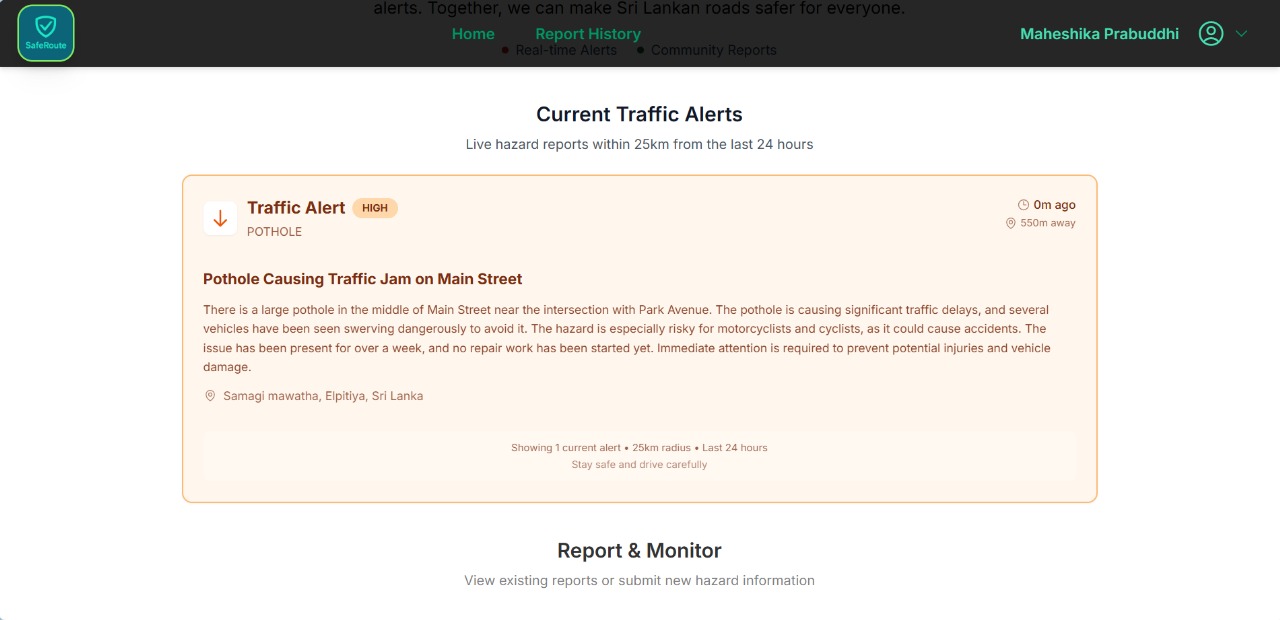 alerts. Together, we can make Sri Lankan roads safer for everyone.
SafeRoute
Home
Report History
Maheshika Prabuddhi
● Real-time Alerts ● Community Reports
Current Traffic Alerts
Live hazard reports within 25km from the last 24 hours
Traffic Alert HIGH
0m ago
POTHOLE
550m away
Pothole Causing Traffic Jam on Main Street
There is a large pothole in the middle of Main Street near the intersection with Park Avenue. The pothole is causing significant traffic delays, and several
vehicles have been seen swerving dangerously to avoid it. The hazard is especially risky for motorcyclists and cyclists, as it could cause accidents. The
issue has been present for over a week, and no repair work has been started yet. Immediate attention is required to prevent potential injuries and vehicle
damage.
Samagi mawatha, Elpitiya, Sri Lanka
Showing 1 current alert • 25km radius • Last 24 hours
Stay safe and drive carefully
Report & Monitor
View existing reports or submit new hazard information